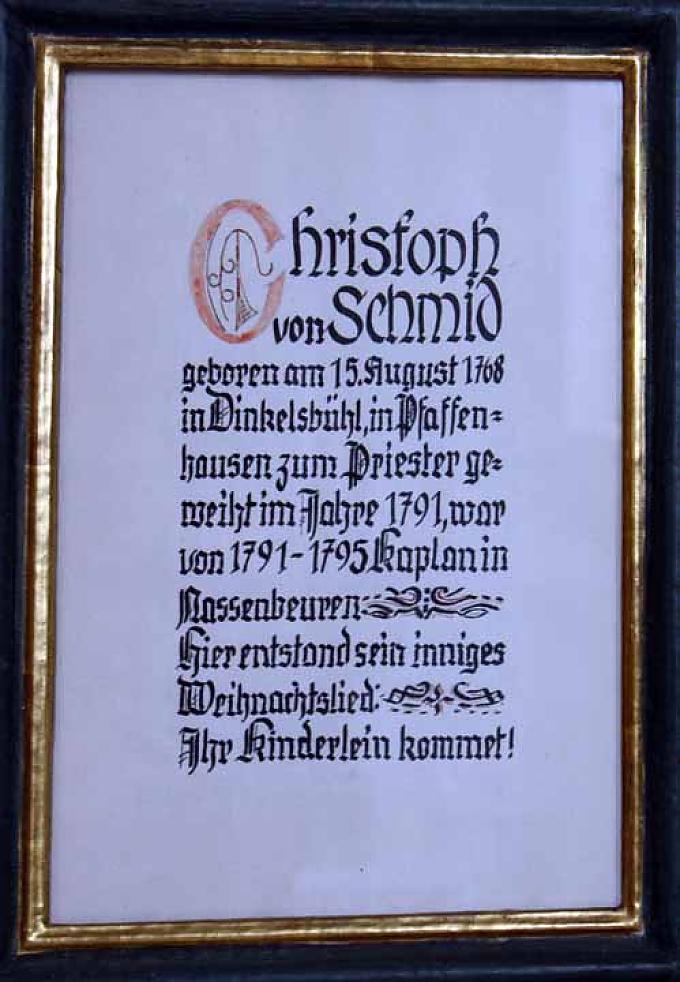 Christoph
von Schmid
geboren am 15. August 1768
in Dinkelsbühl, in Pfaffen=
hausen zum Priester ge=
weiht im Jahre 1791, war
von 1791 - 1795 Kaplan in
Nassenbeuren
Hier entstand sein inniges
Weihnachtslied:
Ihr Kinderlein kommet!